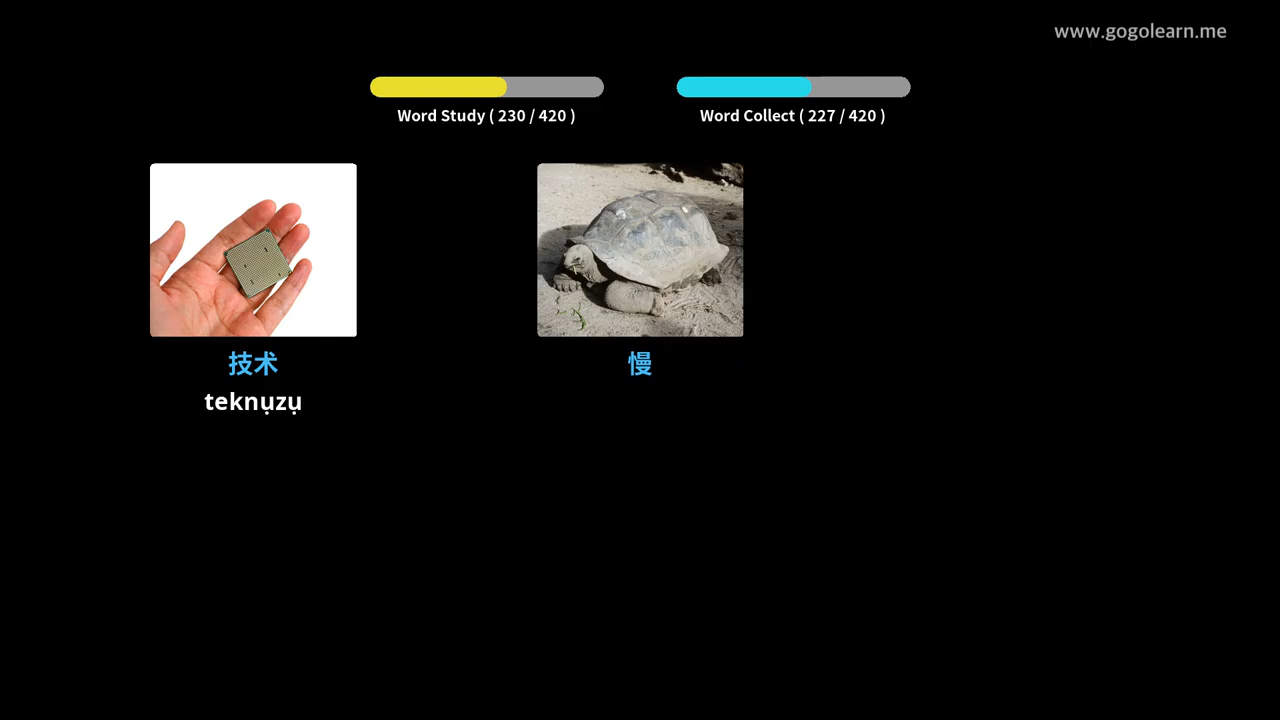 www.gogolearn.me
Word Study ( 230 / 420 )
Word Collect ( 227 / 420 )
技术
teknụzụ
慢